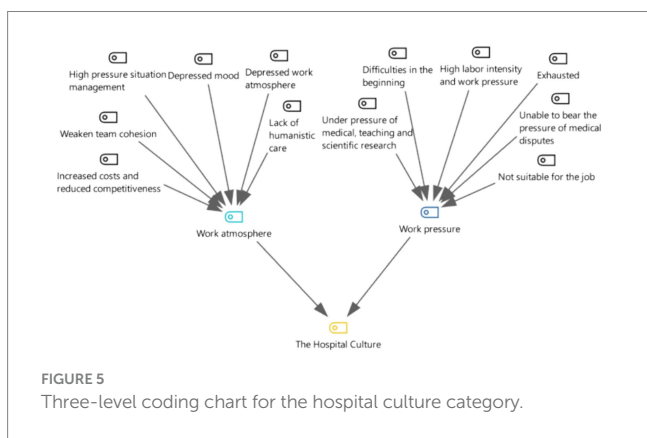 High pressure situation
management
Depressed mood
Depressed work
atmosphere
Weaken team cohesion
Lack of
humanistic
care
Increased costs and
reduced competitiveness
Work atmosphere
Difficulties in the
beginning
High labor intensity
and work pressure
Exhausted
Under pressure of
medical, teaching and
scientific research
Unable to bear the
pressure of medical
disputes
Not suitable for the job
Work pressure
The Hospital Culture
FIGURE 5
Three-level coding chart for the hospital culture category.